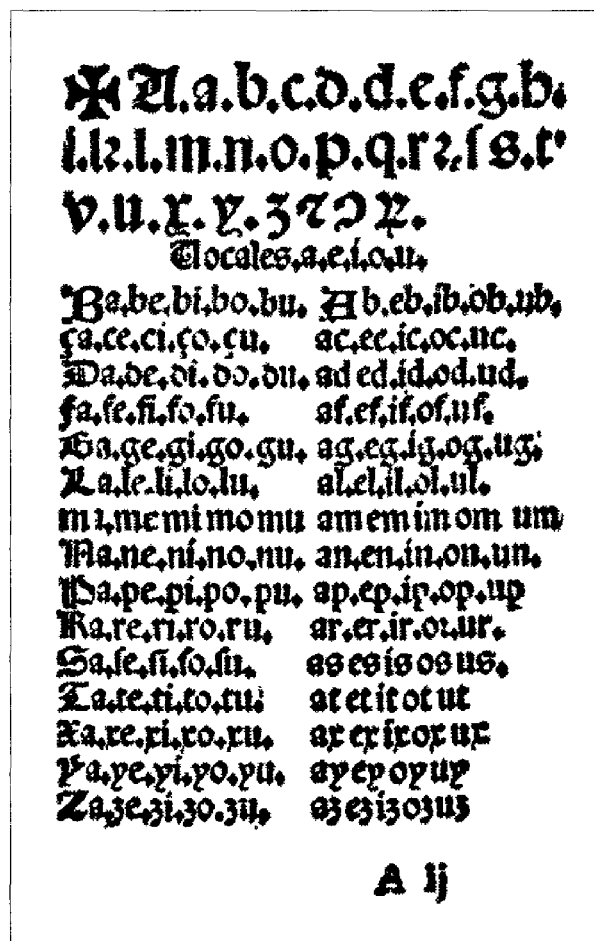 ✠ A.a.b.c.d.d.e.f.g.h.
i.k.l.m.n.o.p.q.r ꝛ.ſ s.t
v.u.x.y.z ⁊ ꝯ ꝝ.
Vocales.a.e.i.o.u.
Ba.be.bi.bo.bu. Ab.eb.ib.ob.ub.
ça.ce.ci.ço.çu. ac.ec.ic.oc.uc.
Da.de.di.do.du. ad ed.id.od.ud.
fa.fe.fi.fo.fu. af.ef.if.of.uf.
Ga.ge.gi.go.gu. ag.eg.ig.og.ug:
La.le.li.lo.lu. al.el.il.ol.ul.
ma.me mi mo mu am em im om um
Na.ne.ni.no.nu. an.en.in.on.un.
Pa.pe.pi.po.pu. ap.ep.ip.op.up
Ra.re.ri.ro.ru. ar.er.ir.or.ur.
Sa.ſe.ſi.ſo.ſu. as es is os us.
Ta.te.ti.to.tu. at et it ot ut
Xa.xe.xi.xo.xu. ax ex ix ox ux
Ya.ye.yi.yo.yu. ay ey oy uy
Za.ze.zi.zo.zu. az ez iz oz uz
A ij